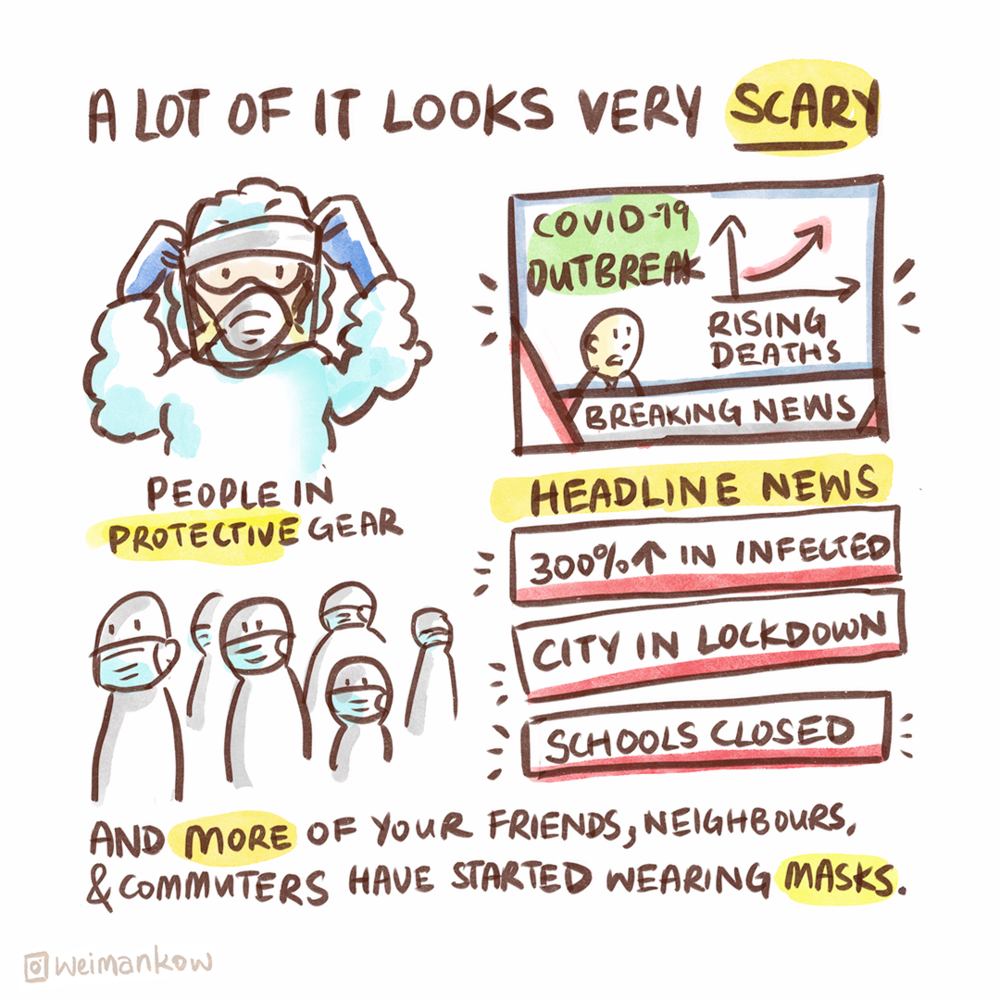 A LOT OF IT LOOKS VERY SCARY
COVID-19
OUTBREAK
RISING
DEATHS
BREAKING NEWS
PEOPLE IN
PROTECTIVE GEAR
HEADLINE NEWS
300%↑ IN INFECTED
CITY IN LOCKDOWN
SCHOOLS CLOSED
AND MORE OF YOUR FRIENDS, NEIGHBOURS,
& COMMUTERS HAVE STARTED WEARING MASKS.
weimankow